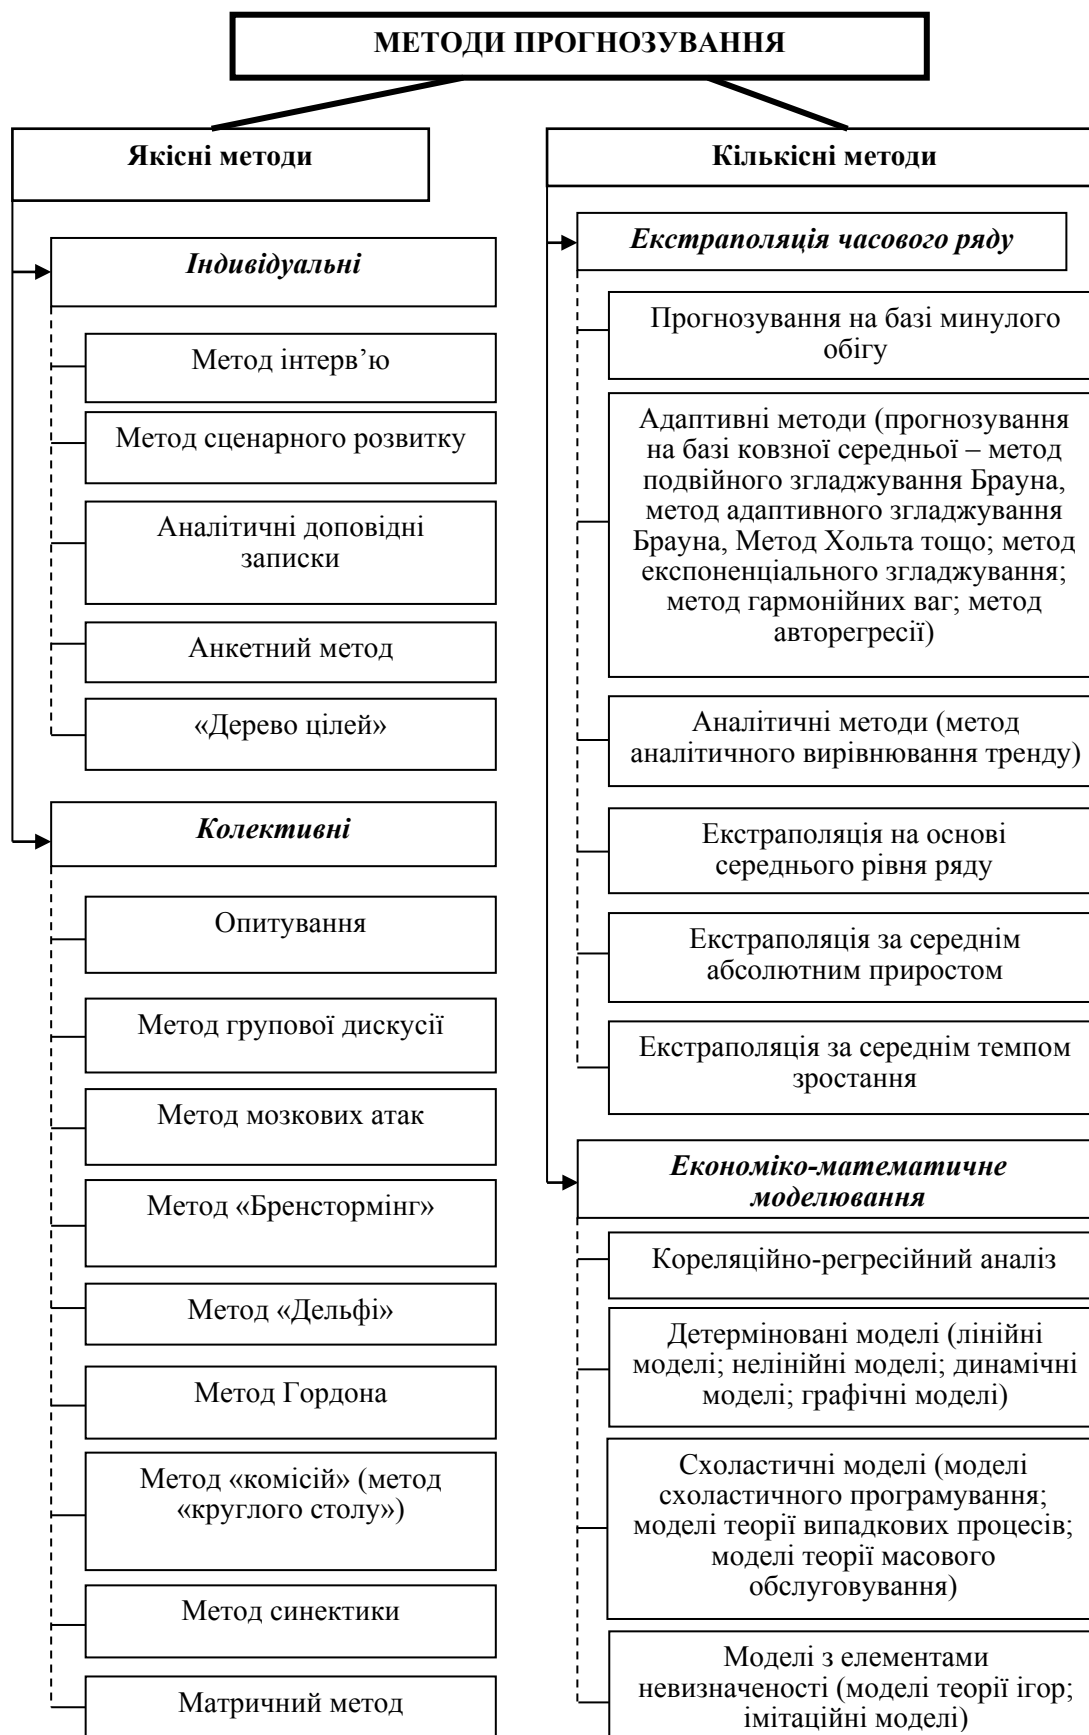 МЕТОДИ ПРОГНОЗУВАННЯ
Якісні методи
Індивідуальні
Метод інтерв’ю
Метод сценарного розвитку
Аналітичні доповідні
записки
Анкетний метод
«Дерево цілей»
Колективні
Опитування
Метод групової дискусії
Метод мозкових атак
Метод «Бренстормінг»
Метод «Дельфі»
Метод Гордона
Метод «комісій» (метод
«круглого столу»)
Метод синектики
Матричний метод
Кількісні методи
Екстраполяція часового ряду
Прогнозування на базі минулого
обігу
Адаптивні методи (прогнозування
на базі ковзної середньої – метод
подвійного згладжування Брауна,
метод адаптивного згладжування
Брауна, Метод Хольта тощо; метод
експоненціального згладжування;
метод гармонійних ваг; метод
авторегресії)
Аналітичні методи (метод
аналітичного вирівнювання тренду)
Екстраполяція на основі
середнього рівня ряду
Екстраполяція за середнім
абсолютним приростом
Екстраполяція за середнім темпом
зростання
Економіко-математичне
моделювання
Кореляційно-регресійний аналіз
Детерміновані моделі (лінійні
моделі; нелінійні моделі; динамічні
моделі; графічні моделі)
Схоластичні моделі (моделі
схоластичного програмування;
моделі теорії випадкових процесів;
моделі теорії масового
обслуговування)
Моделі з елементами
невизначеності (моделі теорії ігор;
імітаційні моделі)